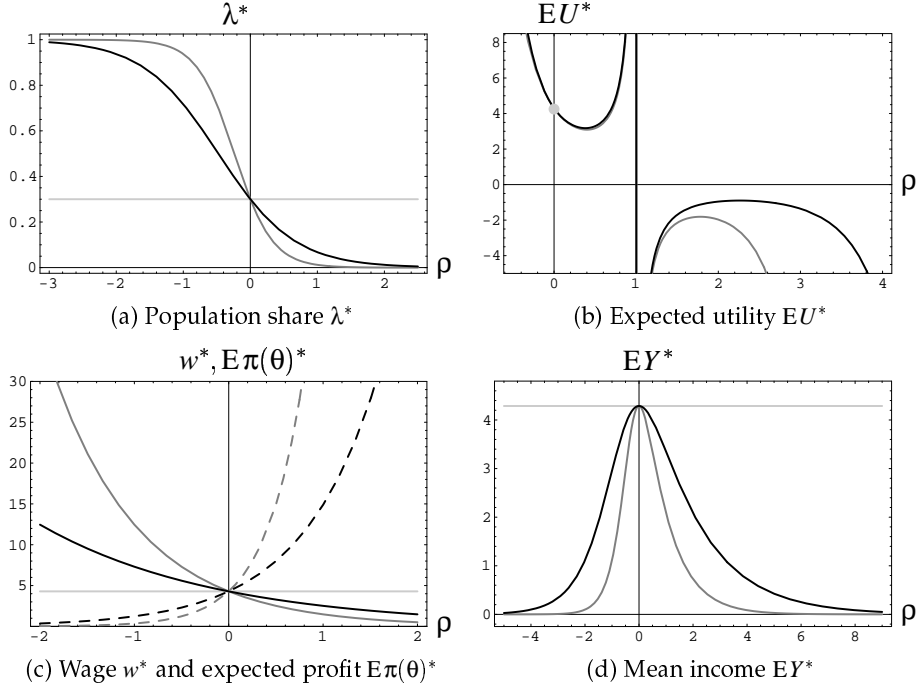 λ*
1
0.8
0.6
0.4
0.2
0
-3 -2 -1 0 1 2
ρ
(a) Population share λ*
EU*
8
6
4
2
0
-2
-4
0 1 2 3 4
ρ
(b) Expected utility EU*
w*, Eπ(θ)*
30
25
20
15
10
5
-2 -1 0 1 2
ρ
(c) Wage w* and expected profit Eπ(θ)*
EY*
4
3
2
1
0
-4 -2 0 2 4 6 8
ρ
(d) Mean income EY*